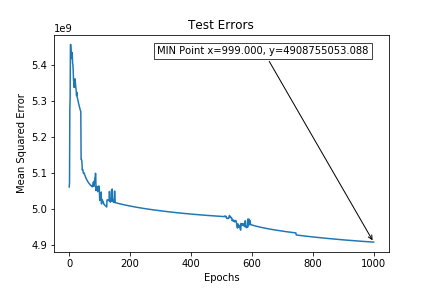 Test Errors
1e9
MIN Point x=999.000, y=4908755053.088
5.4
5.3
5.2
5.1
5.0
4.9
Mean Squared Error
0 200 400 600 800 1000
Epochs